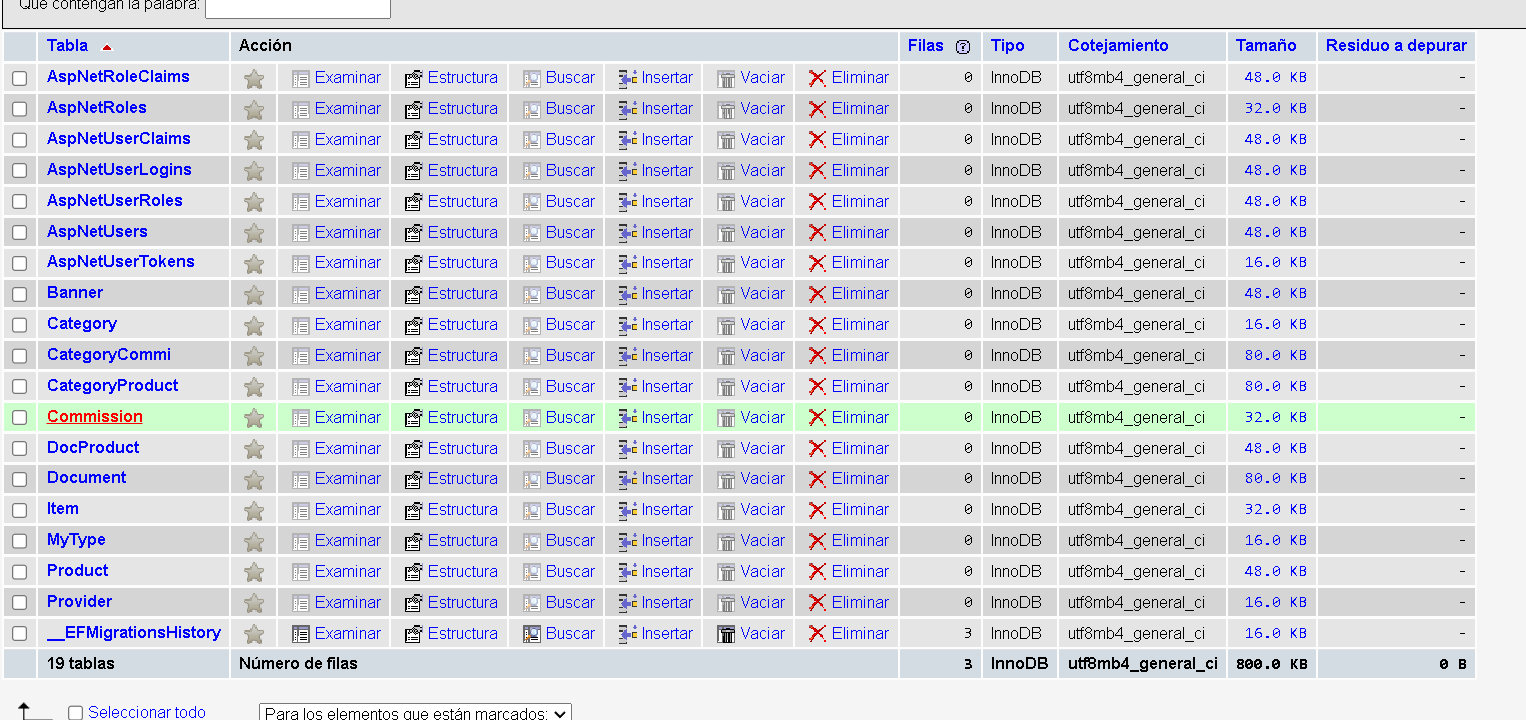 Que contengan la palabra:
Tabla Acción Filas Tipo Cotejamiento Tamaño Residuo a depurar
AspNetRoleClaims Examinar Estructura Buscar Insertar Vaciar Eliminar 0 InnoDB utf8mb4_general_ci 48.0 KB -
AspNetRoles Examinar Estructura Buscar Insertar Vaciar Eliminar 0 InnoDB utf8mb4_general_ci 32.0 KB -
AspNetUserClaims Examinar Estructura Buscar Insertar Vaciar Eliminar 0 InnoDB utf8mb4_general_ci 48.0 KB -
AspNetUserLogins Examinar Estructura Buscar Insertar Vaciar Eliminar 0 InnoDB utf8mb4_general_ci 48.0 KB -
AspNetUserRoles Examinar Estructura Buscar Insertar Vaciar Eliminar 0 InnoDB utf8mb4_general_ci 48.0 KB -
AspNetUsers Examinar Estructura Buscar Insertar Vaciar Eliminar 0 InnoDB utf8mb4_general_ci 48.0 KB -
AspNetUserTokens Examinar Estructura Buscar Insertar Vaciar Eliminar 0 InnoDB utf8mb4_general_ci 16.0 KB -
Banner Examinar Estructura Buscar Insertar Vaciar Eliminar 0 InnoDB utf8mb4_general_ci 48.0 KB -
Category Examinar Estructura Buscar Insertar Vaciar Eliminar 0 InnoDB utf8mb4_general_ci 16.0 KB -
CategoryCommi Examinar Estructura Buscar Insertar Vaciar Eliminar 0 InnoDB utf8mb4_general_ci 80.0 KB -
CategoryProduct Examinar Estructura Buscar Insertar Vaciar Eliminar 0 InnoDB utf8mb4_general_ci 80.0 KB -
Commission Examinar Estructura Buscar Insertar Vaciar Eliminar 0 InnoDB utf8mb4_general_ci 32.0 KB -
DocProduct Examinar Estructura Buscar Insertar Vaciar Eliminar 0 InnoDB utf8mb4_general_ci 48.0 KB -
Document Examinar Estructura Buscar Insertar Vaciar Eliminar 0 InnoDB utf8mb4_general_ci 80.0 KB -
Item Examinar Estructura Buscar Insertar Vaciar Eliminar 0 InnoDB utf8mb4_general_ci 32.0 KB -
MyType Examinar Estructura Buscar Insertar Vaciar Eliminar 0 InnoDB utf8mb4_general_ci 16.0 KB -
Product Examinar Estructura Buscar Insertar Vaciar Eliminar 0 InnoDB utf8mb4_general_ci 48.0 KB -
Provider Examinar Estructura Buscar Insertar Vaciar Eliminar 0 InnoDB utf8mb4_general_ci 16.0 KB -
__EFMigrationsHistory Examinar Estructura Buscar Insertar Vaciar Eliminar 3 InnoDB utf8mb4_general_ci 16.0 KB -
19 tablas Número de filas 3 InnoDB utf8mb4_general_ci 800.0 KB 0 B
Seleccionar todo Para los elementos que están marcados: